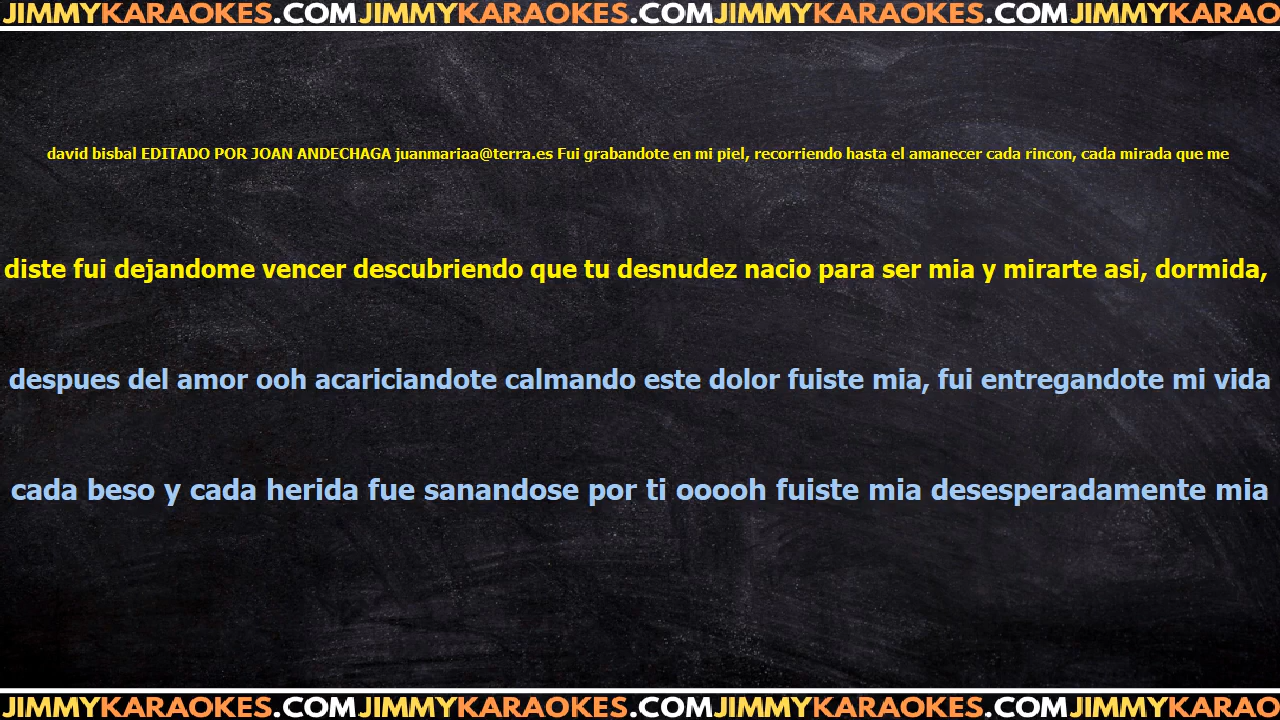 JIMMYKARAOKES.COMJIMMYKARAOKES.COMJIMMYKARAOKES.COMJIMMYKARAO
david bisbal EDITADO POR JOAN ANDECHAGA juanmariaa@terra.es Fui grabandote en mi piel, recorriendo hasta el amanecer cada rincon, cada mirada que me
diste fui dejandome vencer descubriendo que tu desnudez nacio para ser mia y mirarte asi, dormida,
despues del amor ooh acariciandote calmando este dolor fuiste mia, fui entregandote mi vida
cada beso y cada herida fue sanandose por ti ooooh fuiste mia desesperadamente mia
JIMMYKARAOKES.COMJIMMYKARAOKES.COMJIMMYKARAOKES.COMJIMMYKARAO